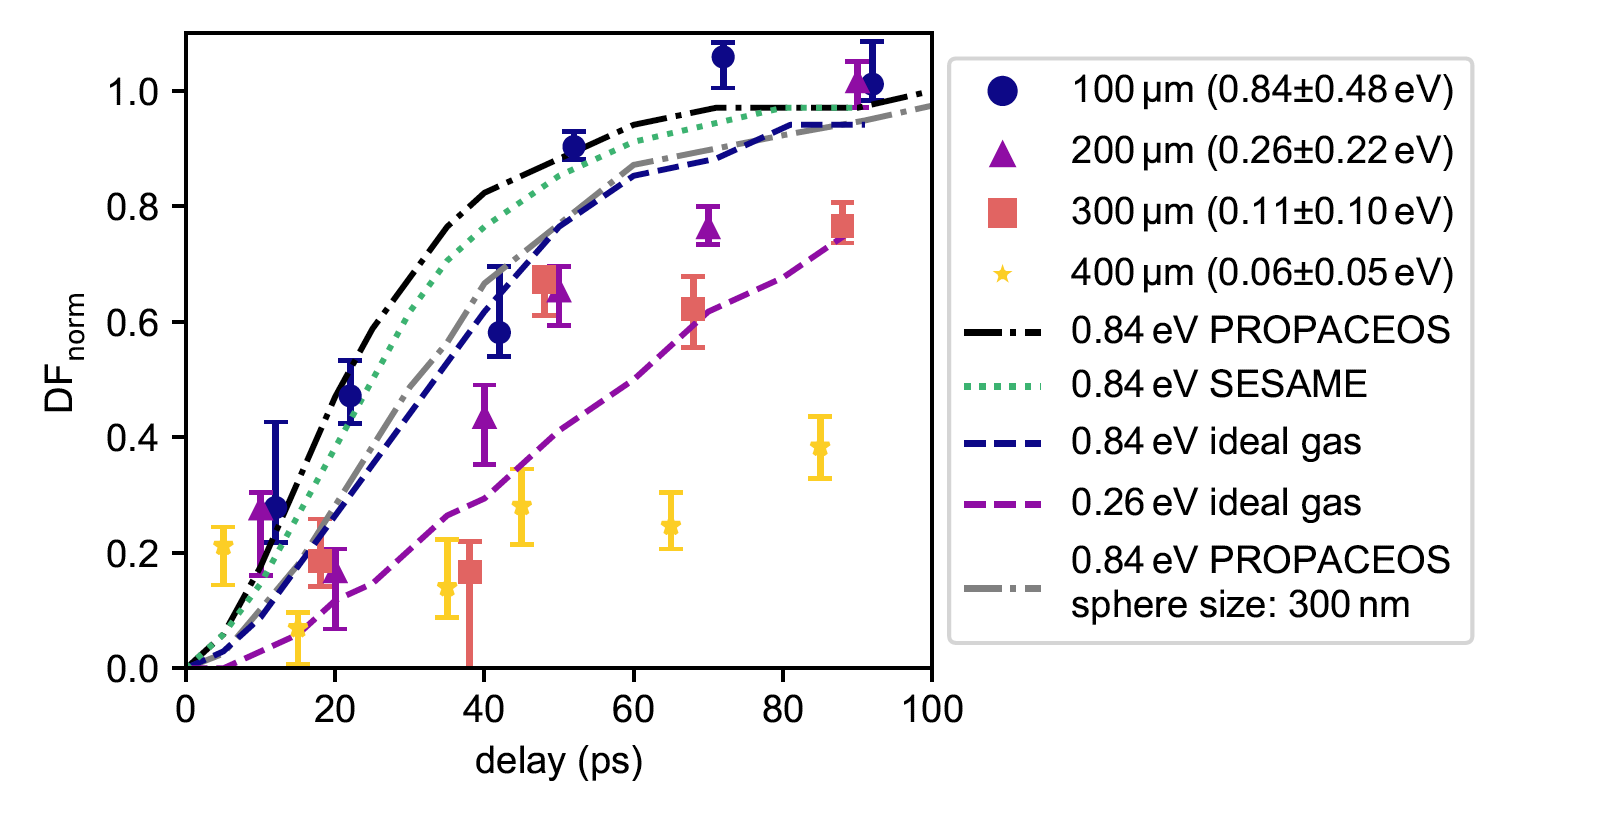 1.0
0.8
0.6
0.4
0.2
0.0
DFnorm
0
20
40
60
80
100
delay (ps)
100 µm (0.84±0.48 eV)
200 µm (0.26±0.22 eV)
300 µm (0.11±0.10 eV)
400 µm (0.06±0.05 eV)
0.84 eV PROPACEOS
0.84 eV SESAME
0.84 eV ideal gas
0.26 eV ideal gas
0.84 eV PROPACEOS
sphere size: 300 nm